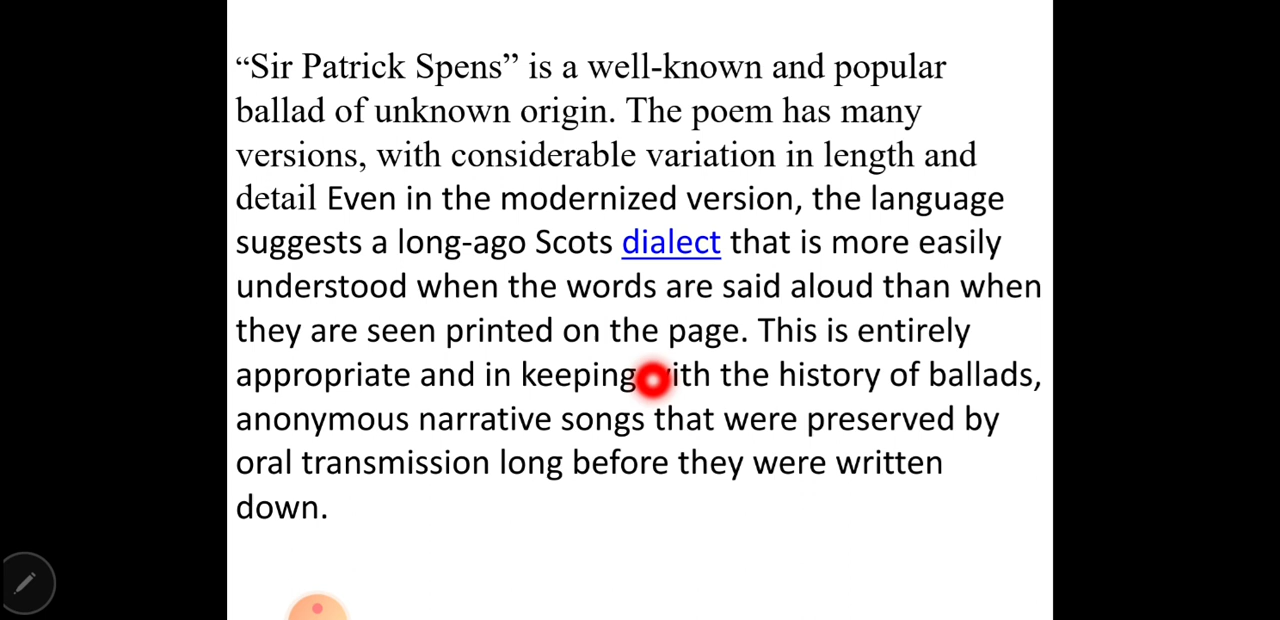 “Sir Patrick Spens” is a well-known and popular
ballad of unknown origin. The poem has many
versions, with considerable variation in length and
detail Even in the modernized version, the language
suggests a long-ago Scots dialect that is more easily
understood when the words are said aloud than when
they are seen printed on the page. This is entirely
appropriate and in keeping with the history of ballads,
anonymous narrative songs that were preserved by
oral transmission long before they were written
down.